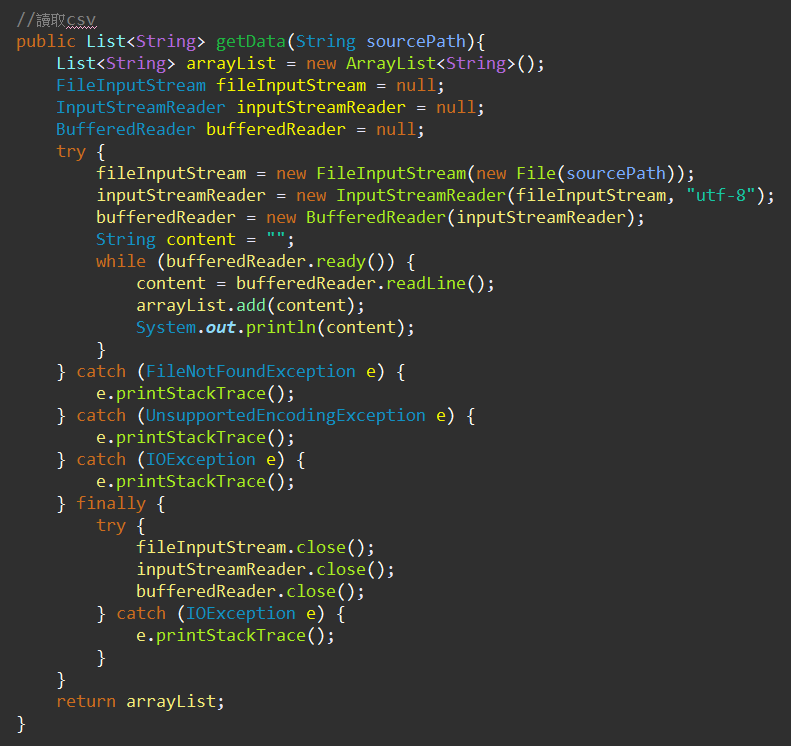 //讀取csv
public List<String> getData(String sourcePath){
    List<String> arrayList = new ArrayList<String>();
    FileInputStream fileInputStream = null;
    InputStreamReader inputStreamReader = null;
    BufferedReader bufferedReader = null;
    try {
        fileInputStream = new FileInputStream(new File(sourcePath));
        inputStreamReader = new InputStreamReader(fileInputStream, "utf-8");
        bufferedReader = new BufferedReader(inputStreamReader);
        String content = "";
        while (bufferedReader.ready()) {
            content = bufferedReader.readLine();
            arrayList.add(content);
            System.out.println(content);
        }
    } catch (FileNotFoundException e) {
        e.printStackTrace();
    } catch (UnsupportedEncodingException e) {
        e.printStackTrace();
    } catch (IOException e) {
        e.printStackTrace();
    } finally {
        try {
            fileInputStream.close();
            inputStreamReader.close();
            bufferedReader.close();
        } catch (IOException e) {
            e.printStackTrace();
        }
    }
    return arrayList;
}